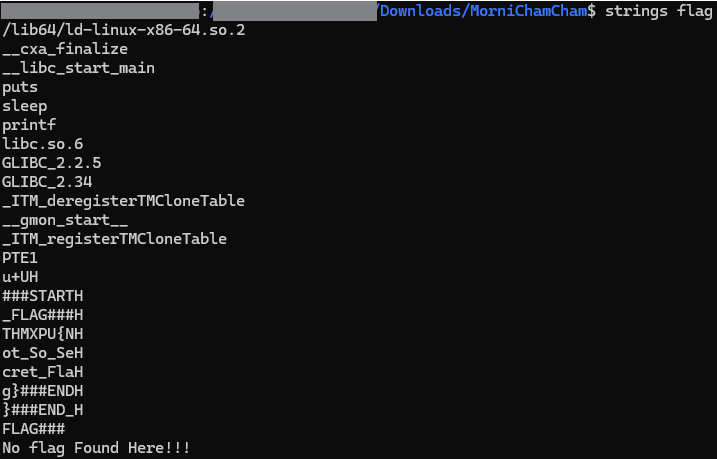 :/ /Downloads/MorniChamCham$ strings flag
/lib64/ld-linux-x86-64.so.2
__cxa_finalize
__libc_start_main
puts
sleep
printf
libc.so.6
GLIBC_2.2.5
GLIBC_2.34
_ITM_deregisterTMCloneTable
__gmon_start__
_ITM_registerTMCloneTable
PTE1
u+UH
###STARTH
_FLAG###H
THMXPU{NH
ot_So_SeH
cret_FlaH
g}###ENDH
}###END_H
FLAG###
No flag Found Here!!!